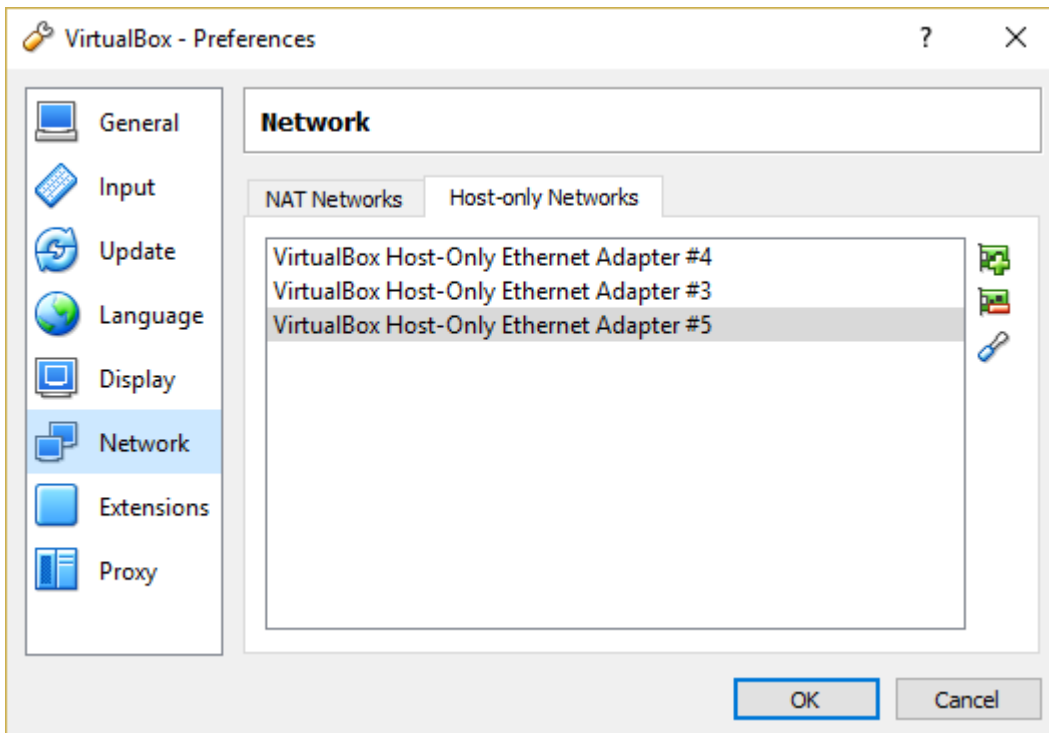 VirtualBox - Preferences
?
General
Input
Update
Language
Display
Network
Extensions
Proxy
Network
NAT Networks
Host-only Networks
VirtualBox Host-Only Ethernet Adapter #4
VirtualBox Host-Only Ethernet Adapter #3
VirtualBox Host-Only Ethernet Adapter #5
OK
Cancel